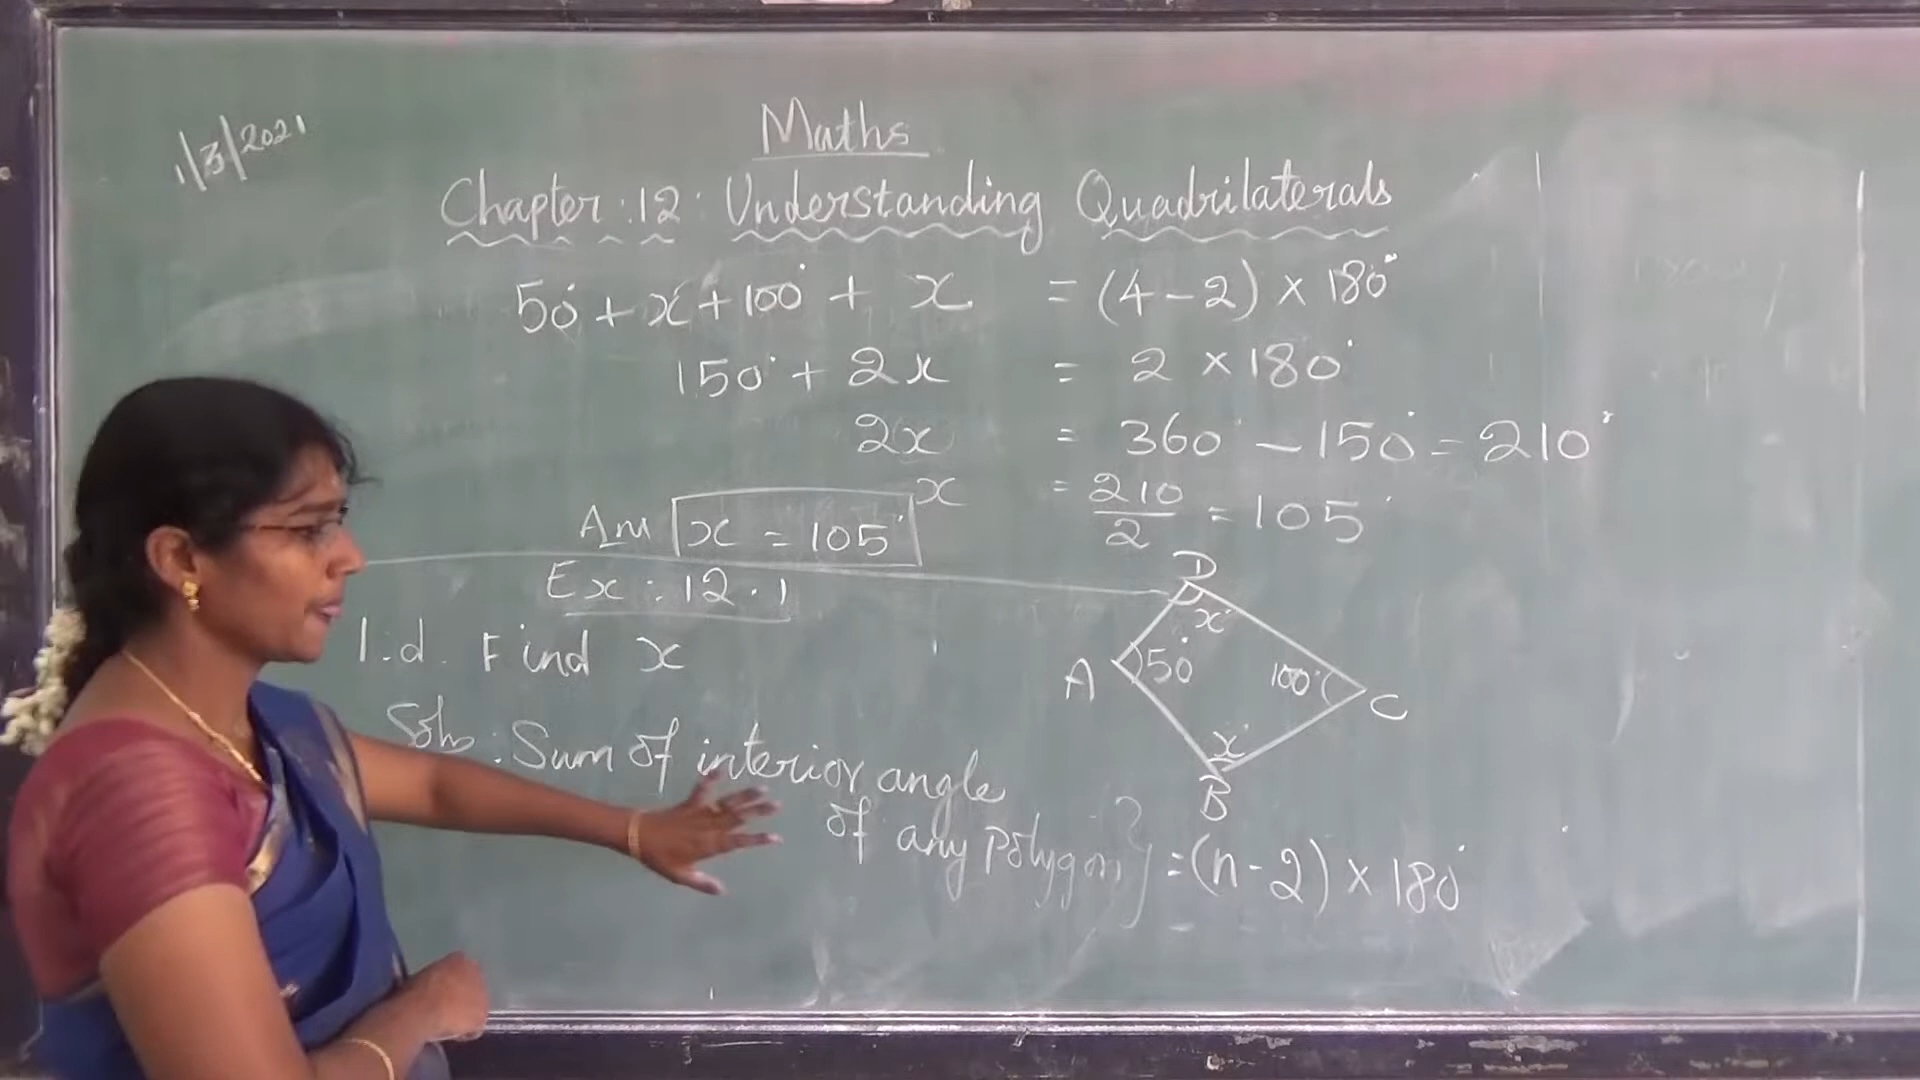 1/3/2021
Maths
Chapter : 12 : Understanding Quadrilaterals
50° + x + 100° + x = (4 - 2) × 180°
150° + 2x = 2 × 180°
2x = 360° - 150° = 210°
x = 210/2 = 105°
Ans x = 105°
Ex : 12.1
1.d. Find x
Soln : Sum of interior angle
of any polygon} = (n - 2) × 180°
D
x°
A 50° 100° C
x°
B